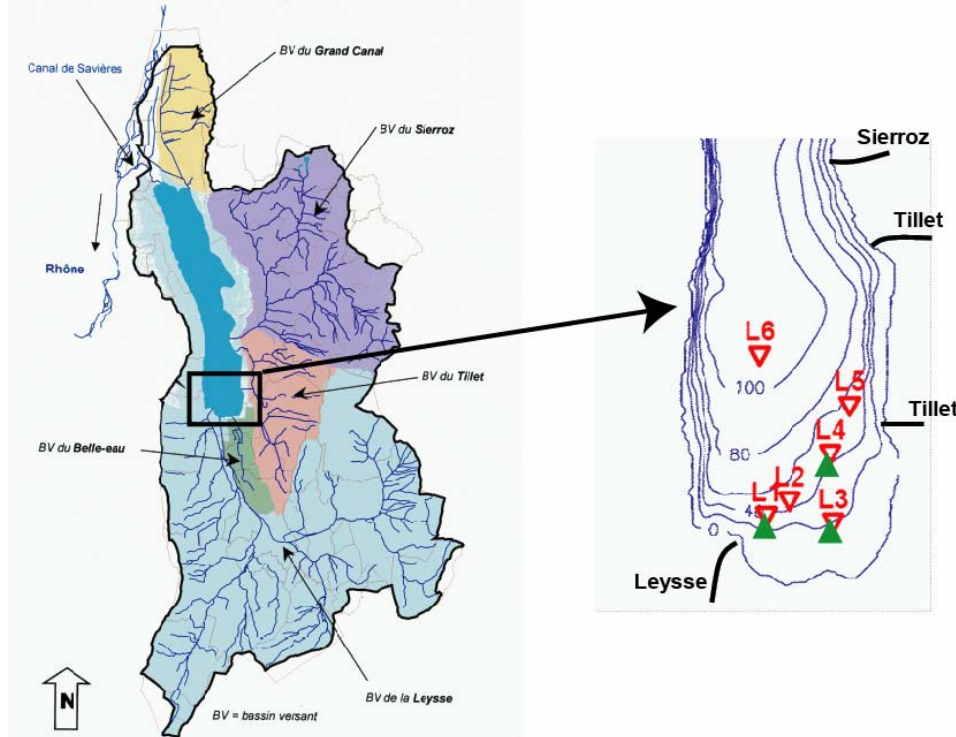 BV du Grand Canal
Canal de Savières
BV du Sierroz
Rhône
BV du Tillet
BV du Belle-eau
BV de la Leysse
BV = bassin versant
N
Sierroz
Tillet
L6
100
L5
Tillet
L4
80
L2
L1
L3
0
Leysse